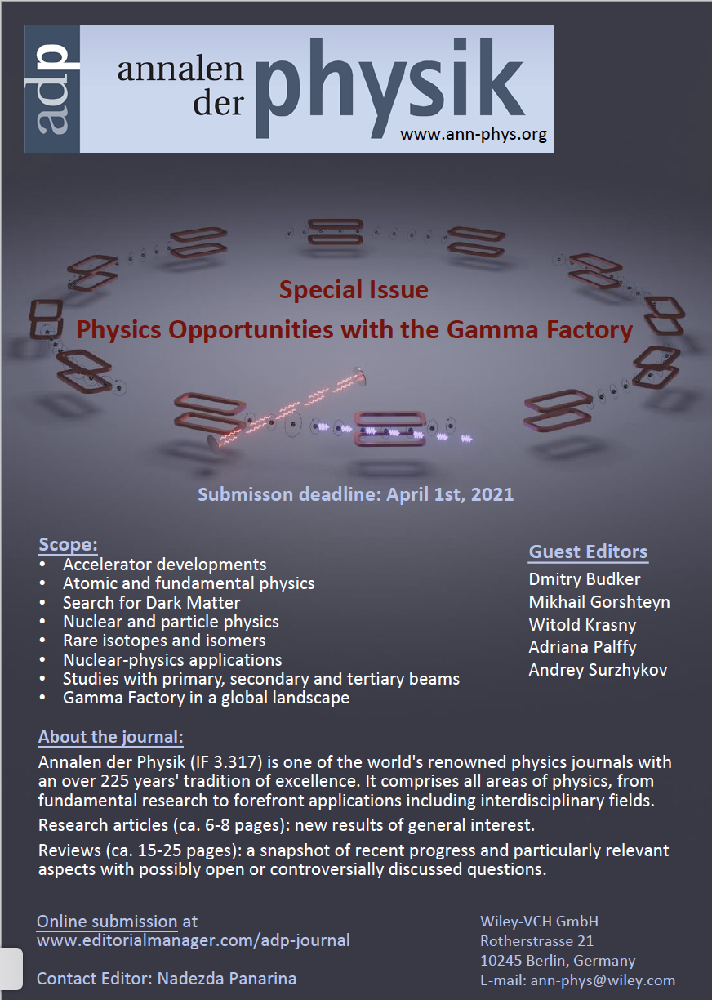 adp
annalen
der
physik
www.ann-phys.org
Special Issue
Physics Opportunities with the Gamma Factory
Submisson deadline: April 1st, 2021
Scope:
• Accelerator developments
• Atomic and fundamental physics
• Search for Dark Matter
• Nuclear and particle physics
• Rare isotopes and isomers
• Nuclear-physics applications
• Studies with primary, secondary and tertiary beams
• Gamma Factory in a global landscape
Guest Editors
Dmitry Budker
Mikhail Gorshteyn
Witold Krasny
Adriana Palffy
Andrey Surzhykov
About the journal:
Annalen der Physik (IF 3.317) is one of the world's renowned physics journals with
an over 225 years' tradition of excellence. It comprises all areas of physics, from
fundamental research to forefront applications including interdisciplinary fields.
Research articles (ca. 6-8 pages): new results of general interest.
Reviews (ca. 15-25 pages): a snapshot of recent progress and particularly relevant
aspects with possibly open or controversially discussed questions.
Online submission at
www.editorialmanager.com/adp-journal
Contact Editor: Nadezda Panarina
Wiley-VCH GmbH
Rotherstrasse 21
10245 Berlin, Germany
E-mail: ann-phys@wiley.com